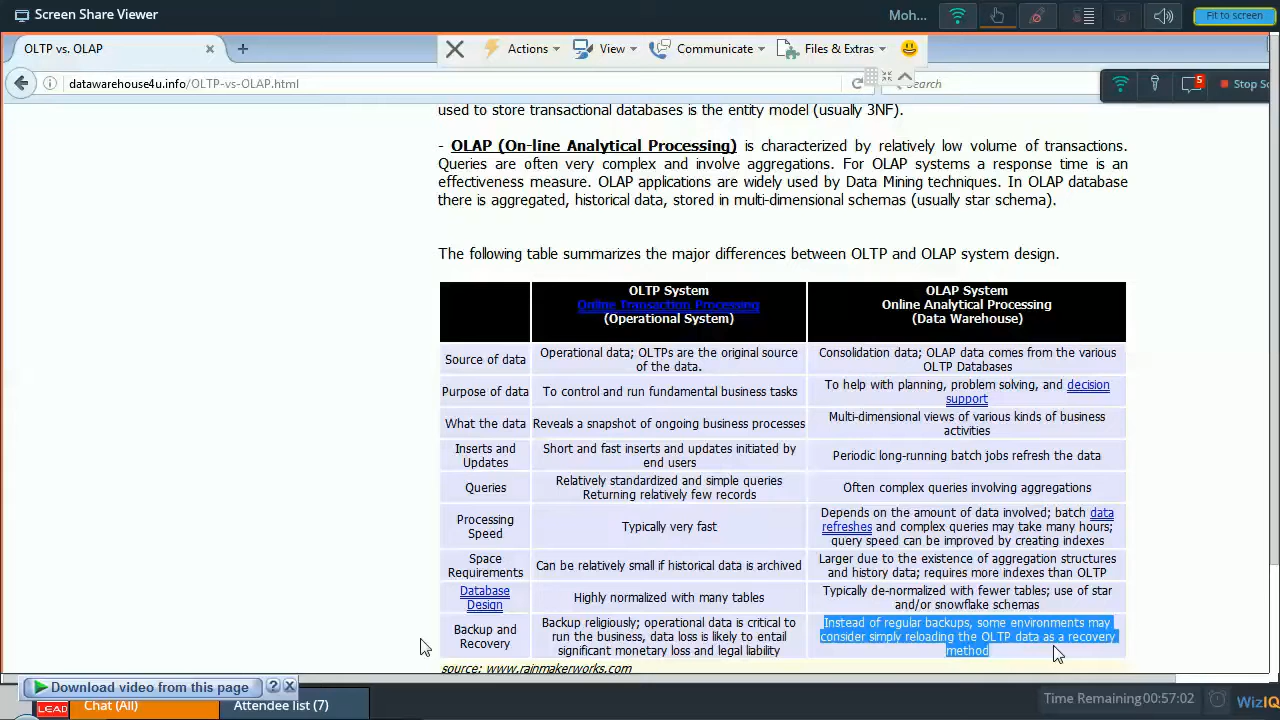 Screen Share Viewer
Moh...
Fit to screen
OLTP vs. OLAP
Actions
View
Communicate
Files & Extras
datawarehouse4u.info/OLTP-vs-OLAP.html
5
used to store transactional databases is the entity model (usually 3NF).
- OLAP (On-line Analytical Processing) is characterized by relatively low volume of transactions.
Queries are often very complex and involve aggregations. For OLAP systems a response time is an
effectiveness measure. OLAP applications are widely used by Data Mining techniques. In OLAP database
there is aggregated, historical data, stored in multi-dimensional schemas (usually star schema).
The following table summarizes the major differences between OLTP and OLAP system design.
OLTP System
Online Transaction Processing
(Operational System)
OLAP System
Online Analytical Processing
(Data Warehouse)
Source of data
Operational data; OLTPs are the original source
of the data.
Consolidation data; OLAP data comes from the various
OLTP Databases
Purpose of data
To control and run fundamental business tasks
To help with planning, problem solving, and decision
support
What the data
Reveals a snapshot of ongoing business processes
Multi-dimensional views of various kinds of business
activities
Inserts and
Updates
Short and fast inserts and updates initiated by
end users
Periodic long-running batch jobs refresh the data
Queries
Relatively standardized and simple queries
Returning relatively few records
Often complex queries involving aggregations
Processing
Speed
Typically very fast
Depends on the amount of data involved; batch data
refreshes and complex queries may take many hours;
query speed can be improved by creating indexes
Space
Requirements
Can be relatively small if historical data is archived
Larger due to the existence of aggregation structures
and history data; requires more indexes than OLTP
Database
Design
Highly normalized with many tables
Typically de-normalized with fewer tables; use of star
and/or snowflake schemas
Backup and
Recovery
Backup religiously; operational data is critical to
run the business, data loss is likely to entail
significant monetary loss and legal liability
Instead of regular backups, some environments may
consider simply reloading the OLTP data as a recovery
method
source: www.rainmakerworks.com
Download video from this page
LEAD
Chat (All)
Attendee list (7)
Time Remaining 00:57:02
WizIQ